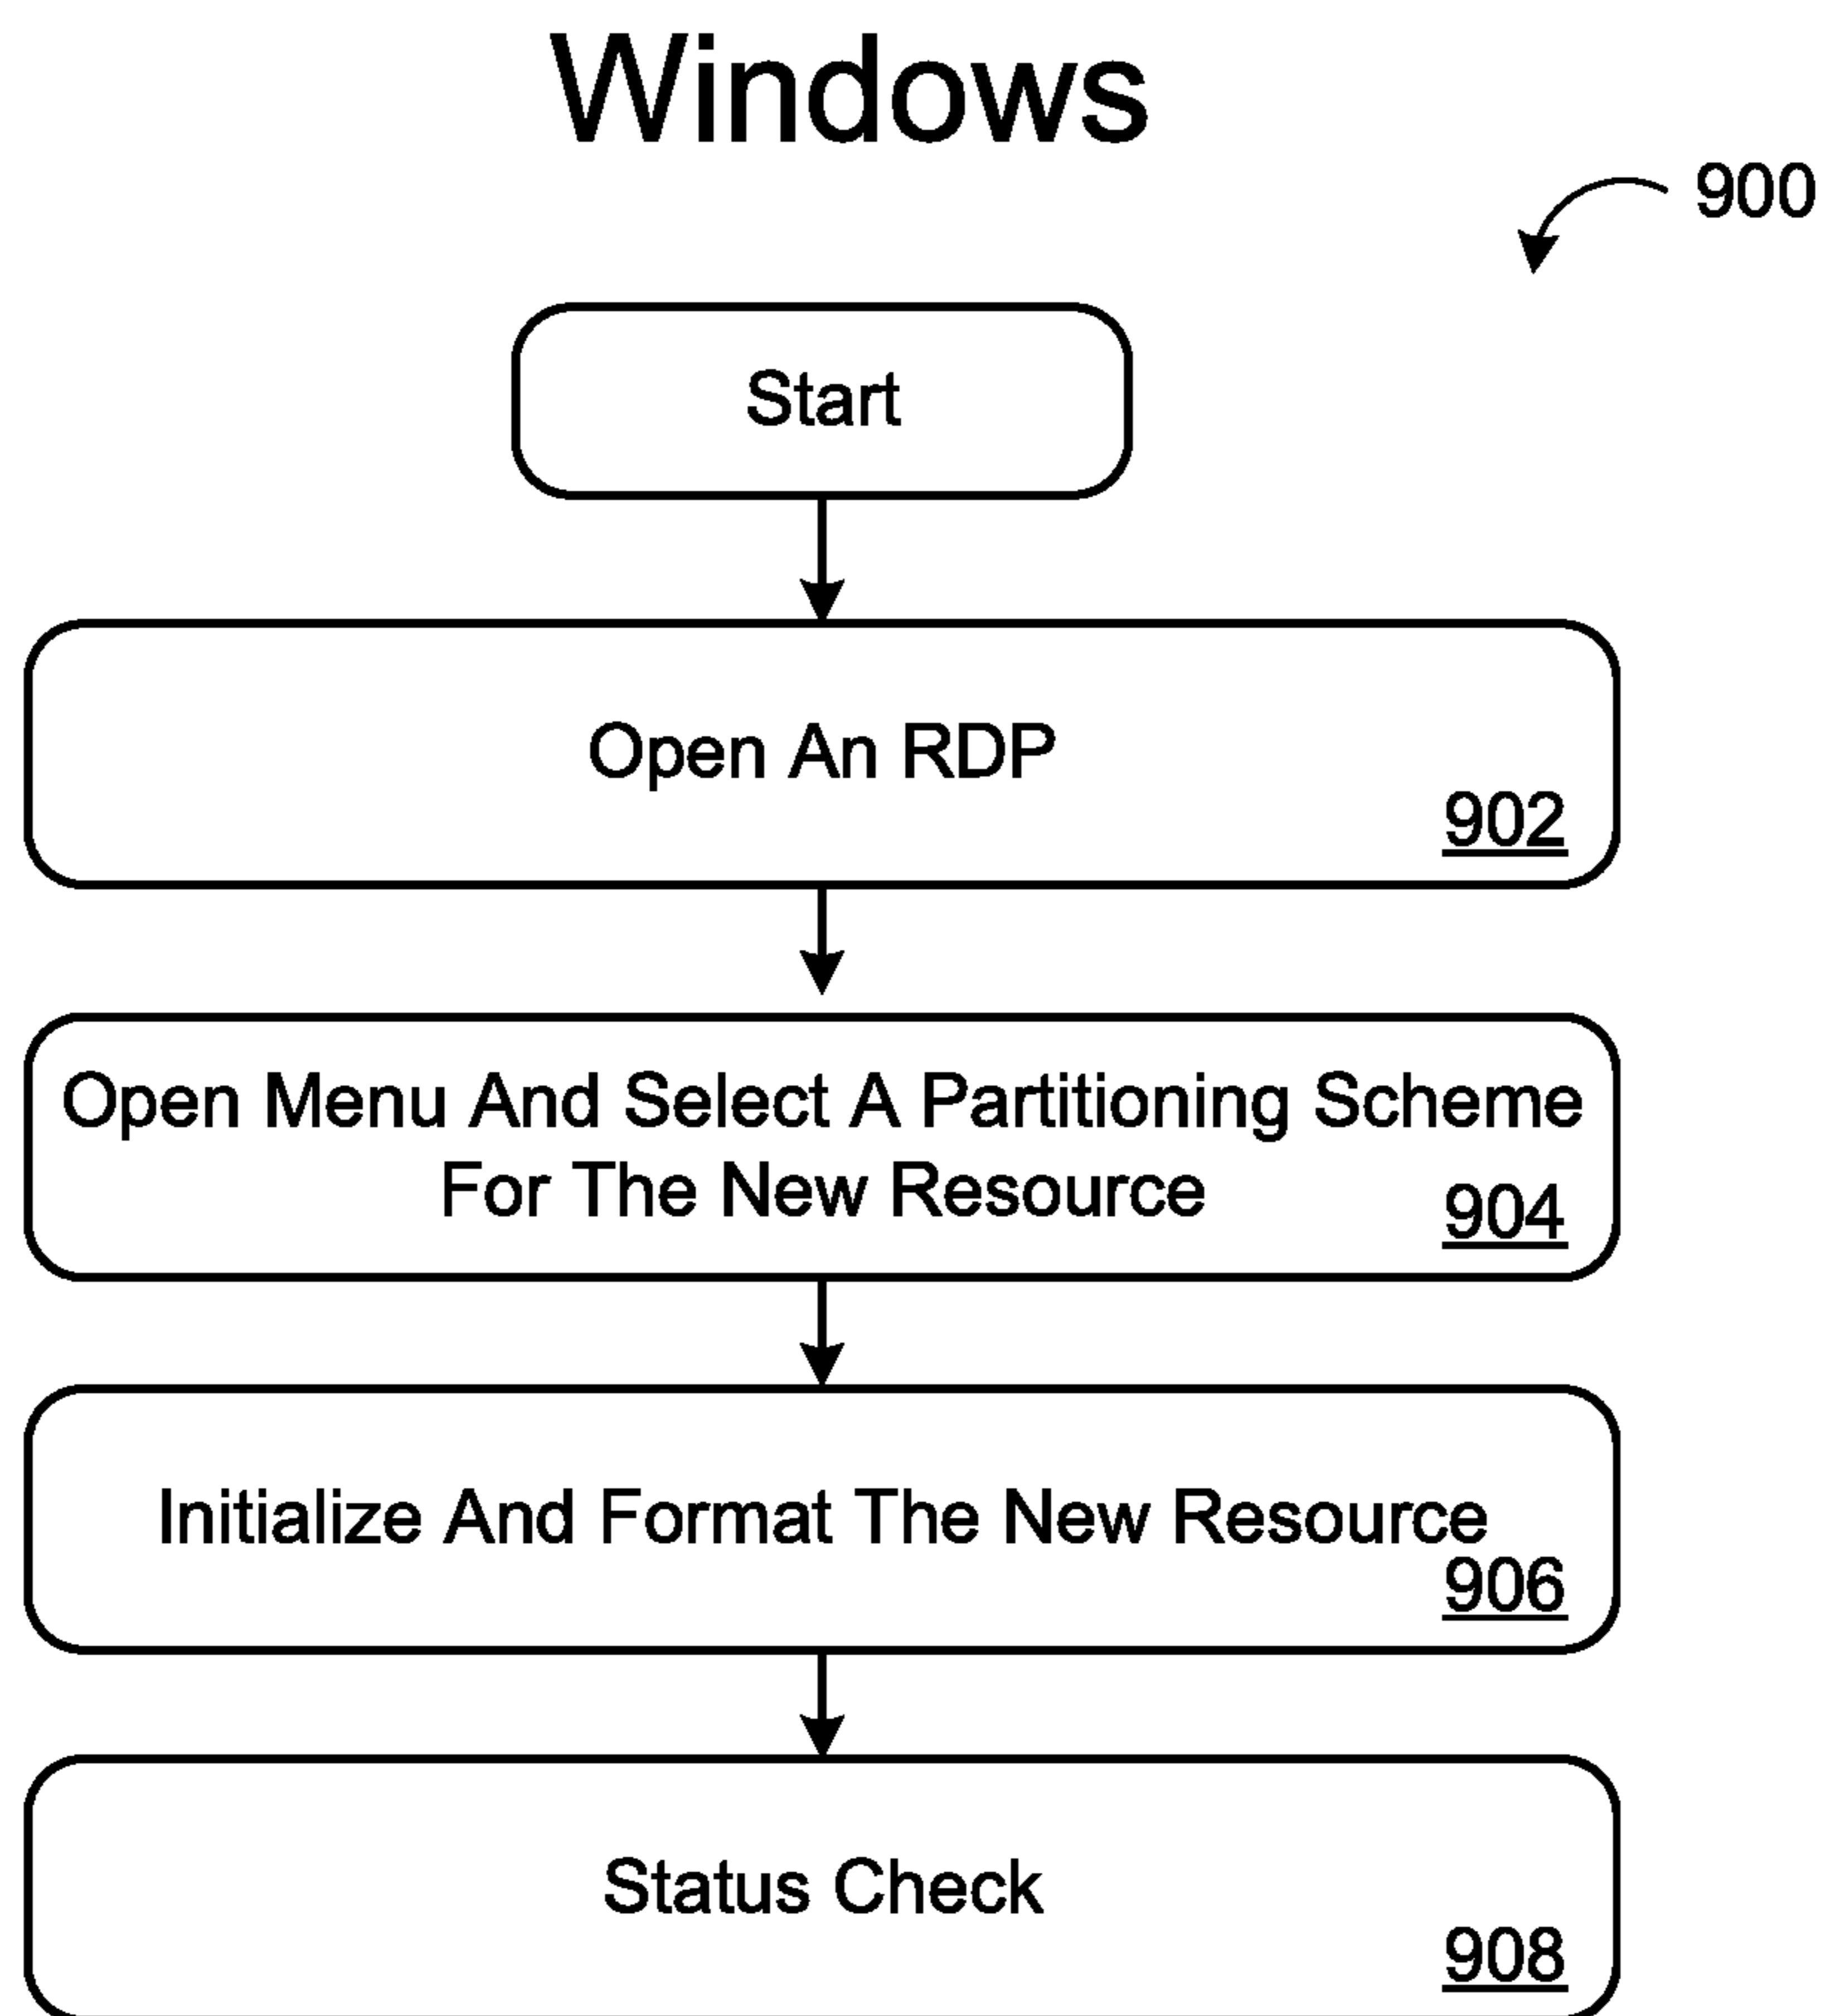 Windows
900
Start
Open An RDP
902
Open Menu And Select A Partitioning Scheme
For The New Resource
904
Initialize And Format The New Resource
906
Status Check
908